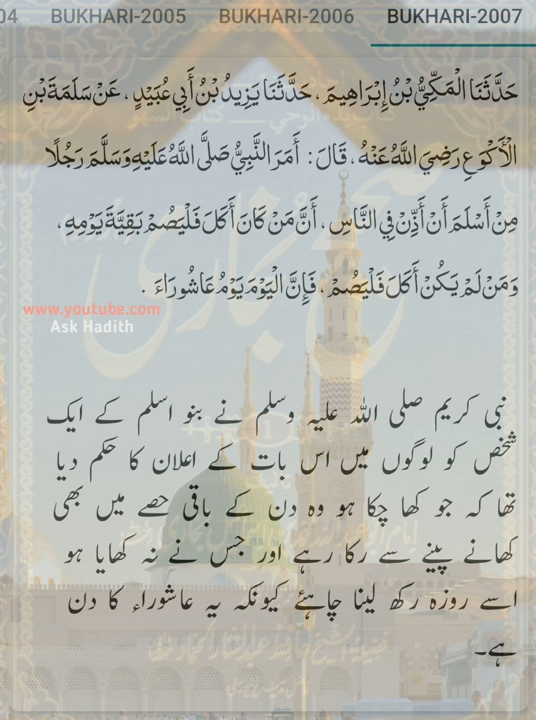 04 BUKHARI-2005 BUKHARI-2006 BUKHARI-2007
حَدَّثَنَا الْمَكِّيُّ بْنُ إِبْرَاهِيمَ ، حَدَّثَنَا يَزِيدُ بْنُ أَبِي عُبَيْدٍ ، عَنْ سَلَمَةَ بْنِ
الْأَكْوَعِ رَضِيَ اللَّهُ عَنْهُ ، قَالَ : أَمَرَ النَّبِيُّ صَلَّى اللَّهُ عَلَيْهِ وَسَلَّمَ رَجُلًا
مِنْ أَسْلَمَ أَنْ أَذِّنْ فِي النَّاسِ ، أَنَّ مَنْ كَانَ أَكَلَ فَلْيَصُمْ بَقِيَّةَ يَوْمِهِ ،
وَمَنْ لَمْ يَكُنْ أَكَلَ فَلْيَصُمْ ، فَإِنَّ الْيَوْمَ يَوْمُ عَاشُورَاءَ .
www.youtube.com
Ask Hadith
نبی کریم صلی اللہ علیہ وسلم نے بنو اسلم کے ایک
شخص کو لوگوں میں اس بات کے اعلان کا حکم دیا
تھا کہ جو کھا چکا ہو وہ دن کے باقی حصے میں بھی
کھانے پینے سے رکا رہے اور جس نے نہ کھایا ہو
اسے روزہ رکھ لینا چاہئے کیونکہ یہ عاشوراء کا دن
ہے۔